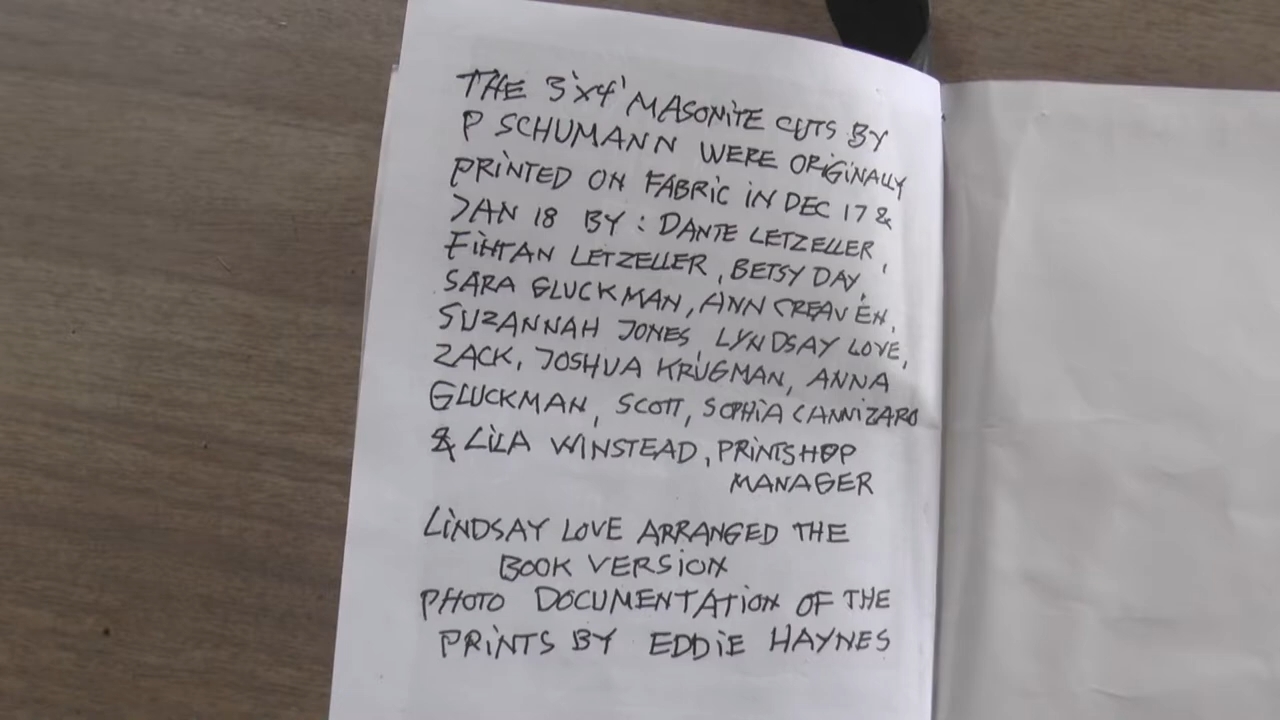 THE 3'X4' MASONITE CUTS BY
P SCHUMANN WERE ORIGINALLY
PRINTED ON FABRIC IN DEC 17 &
JAN 18 BY: DANTE LETZELLER,
FINTAN LETZELLER, BETSY DAY,
SARA GLUCKMAN, ANN CREAVEN,
SUZANNAH JONES LYNDSAY LOVE,
ZACK, JOSHUA KRUGMAN, ANNA
GLUCKMAN, SCOTT, SOPHIA CANNIZARO
& LILA WINSTEAD, PRINTSHOP
MANAGER
LINDSAY LOVE ARRANGED THE
BOOK VERSION
PHOTO DOCUMENTATION OF THE
PRINTS BY EDDIE HAYNES